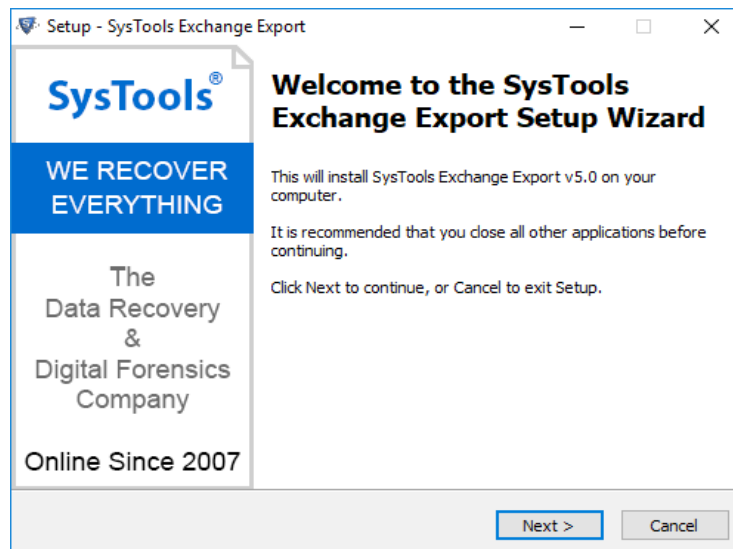 Setup - SysTools Exchange Export
SysTools®
WE RECOVER
EVERYTHING
The
Data Recovery
&
Digital Forensics
Company
Online Since 2007
Welcome to the SysTools
Exchange Export Setup Wizard
This will install SysTools Exchange Export v5.0 on your
computer.
It is recommended that you close all other applications before
continuing.
Click Next to continue, or Cancel to exit Setup.
Next >
Cancel